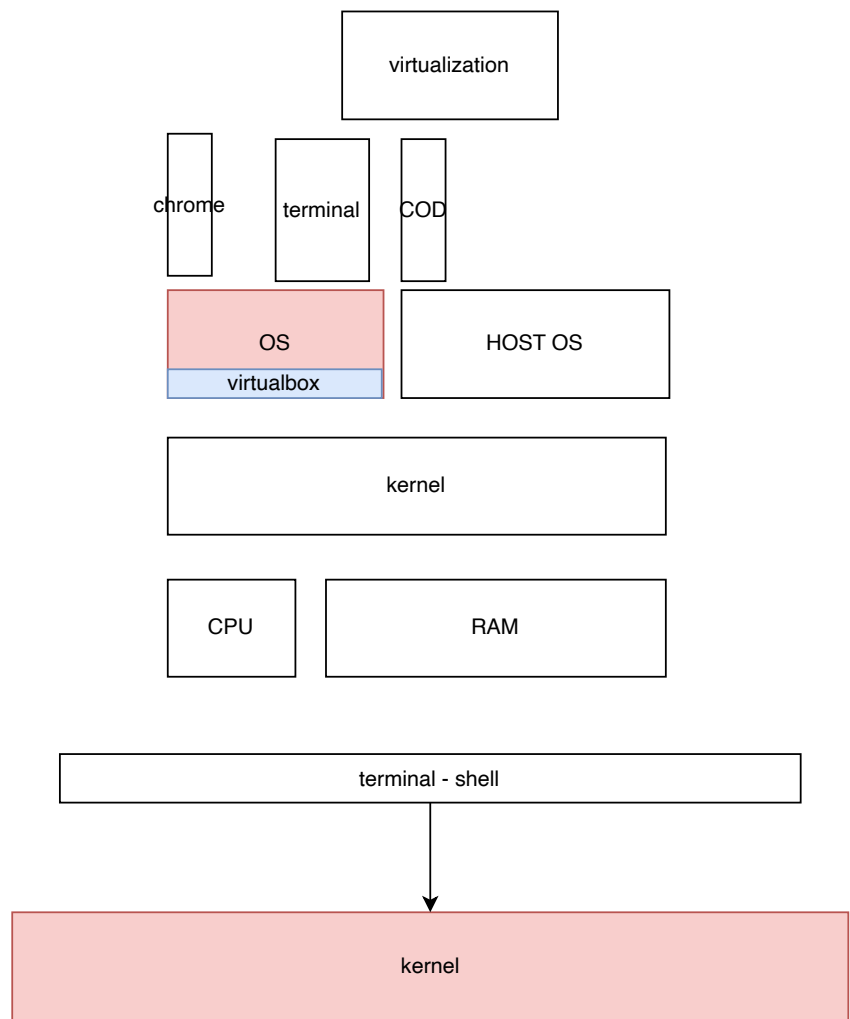 virtualization
chrome
terminal
COD
OS
HOST OS
virtualbox
kernel
CPU
RAM
terminal - shell
kernel